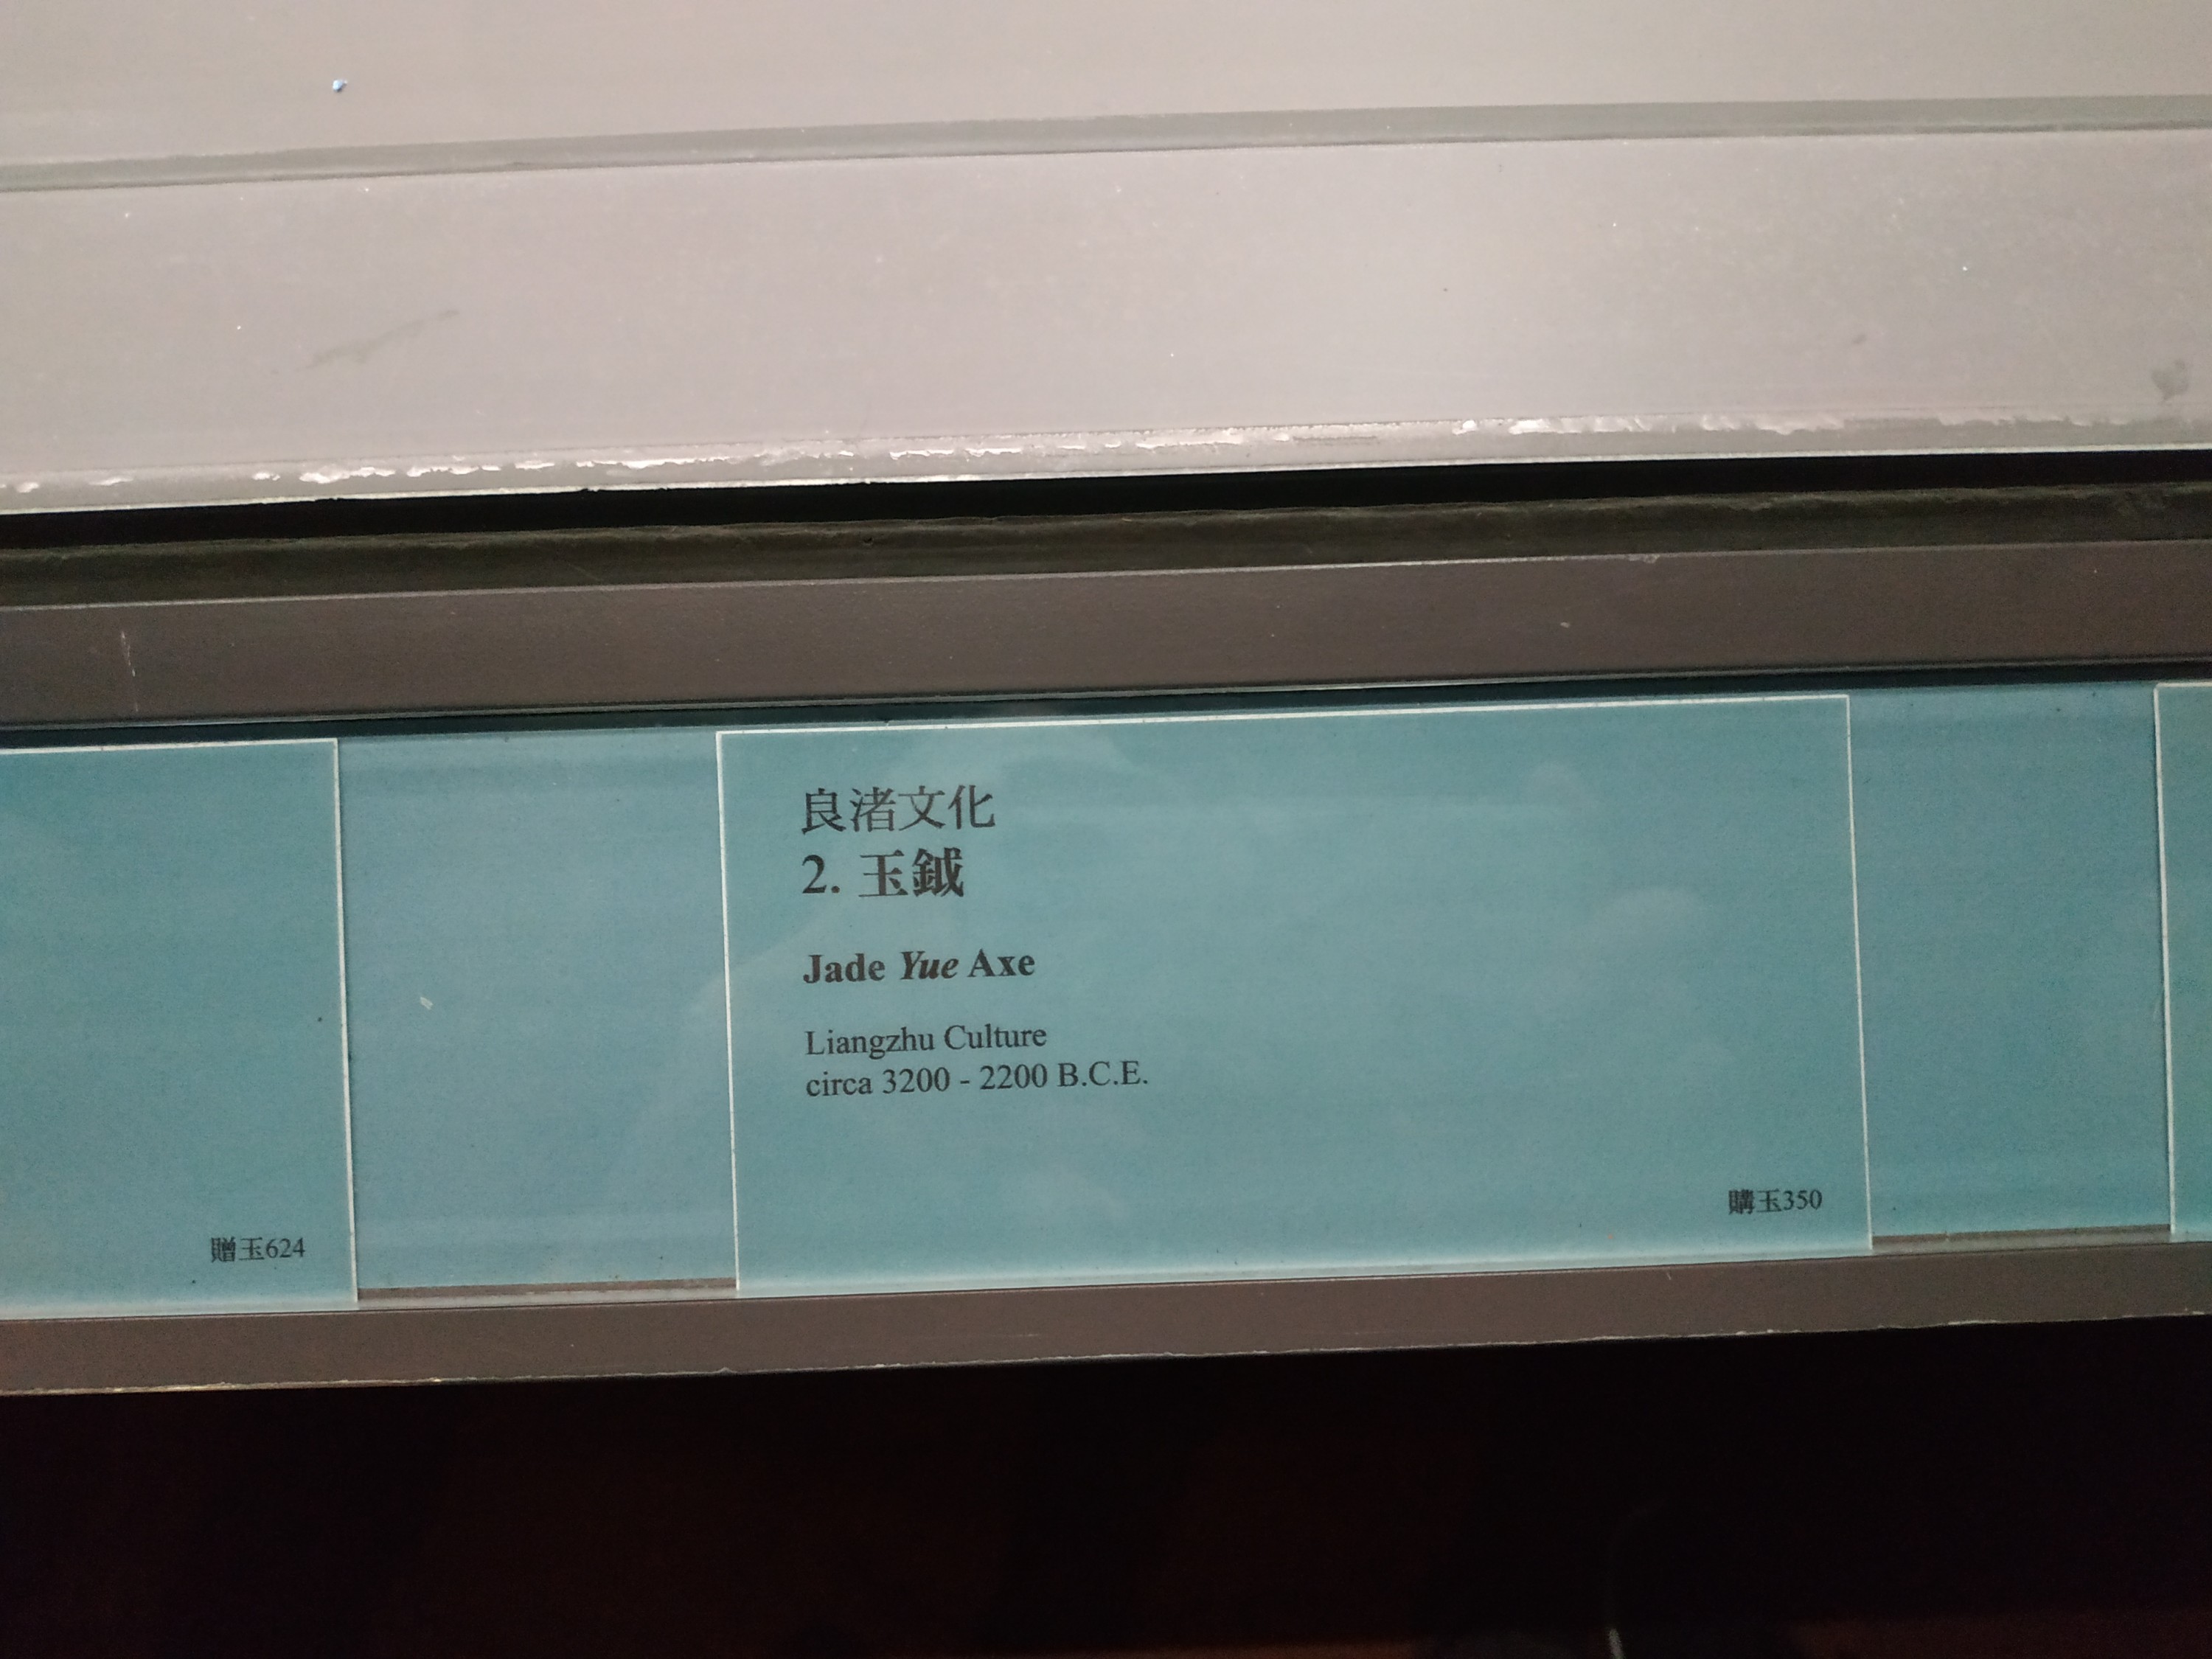 良渚文化
2. 玉鉞
Jade Yue Axe
Liangzhu Culture
circa 3200 - 2200 B.C.E.
購玉350
贈玉624